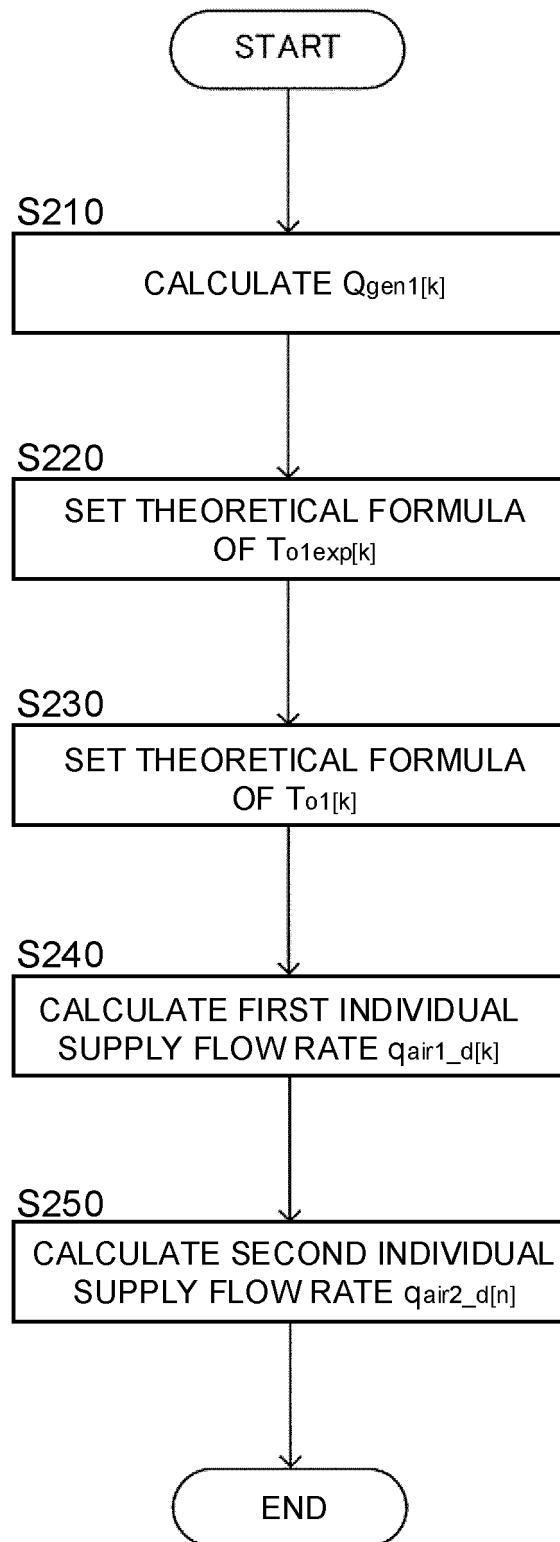 START
S210
CALCULATE Qgen1[k]
S220
SET THEORETICAL FORMULA
OF To1exp[k]
S230
SET THEORETICAL FORMULA
OF To1[k]
S240
CALCULATE FIRST INDIVIDUAL
SUPPLY FLOW RATE qair1_d[k]
S250
CALCULATE SECOND INDIVIDUAL
SUPPLY FLOW RATE qair2_d[n]
END